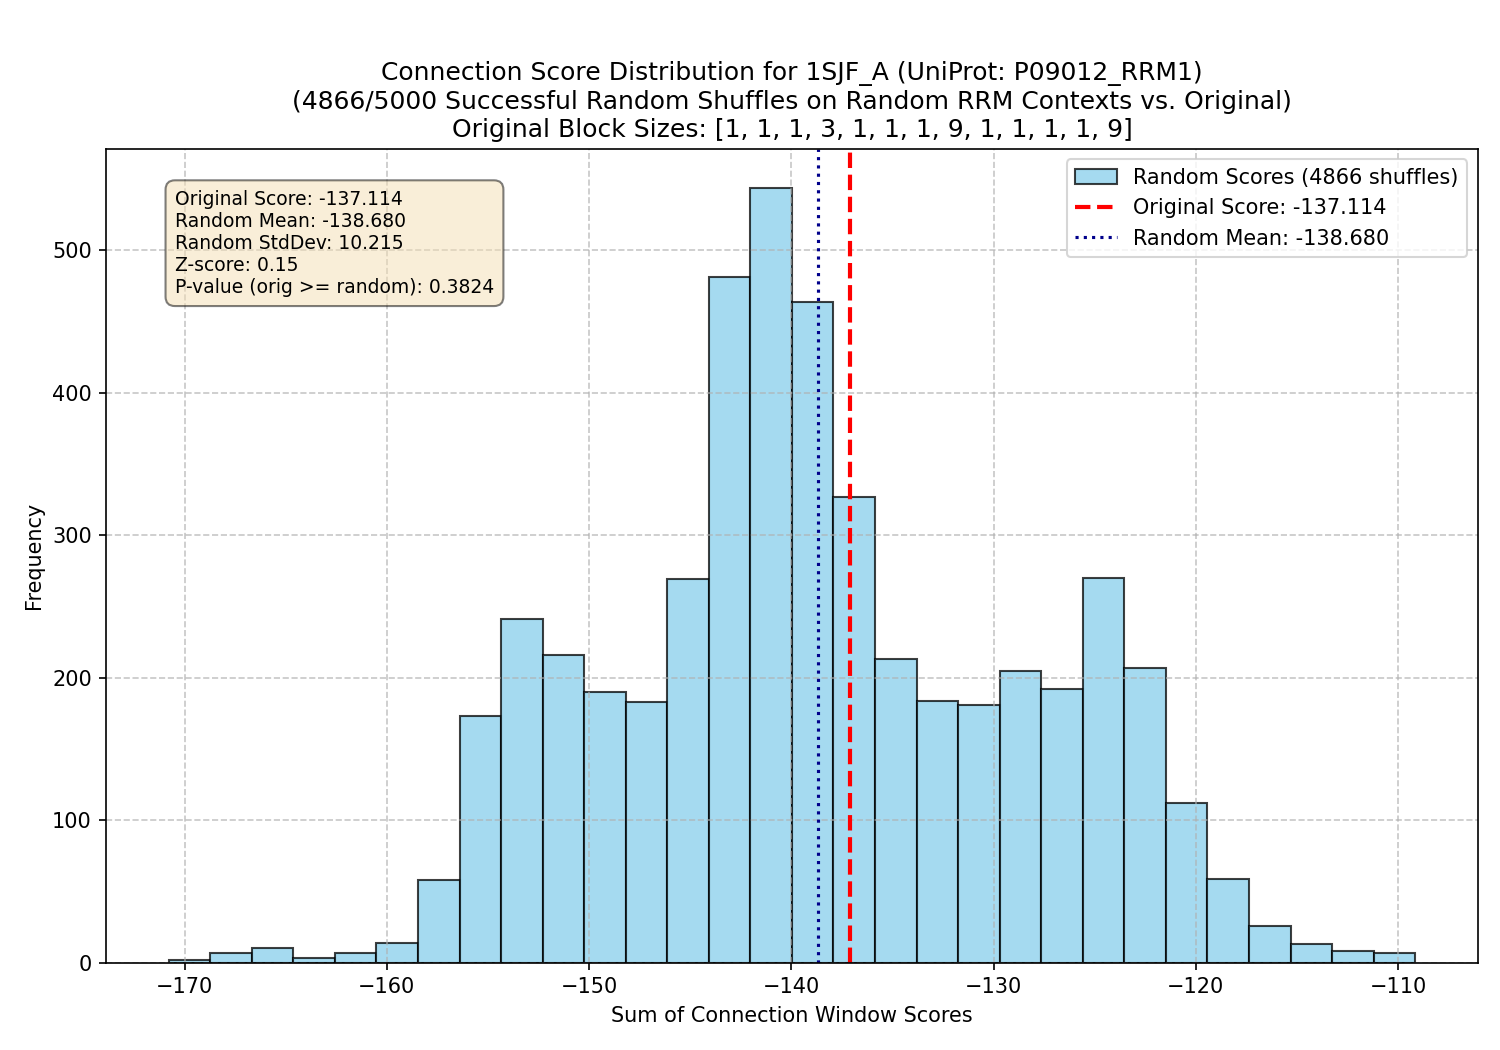 Connection Score Distribution for 1SJF_A (UniProt: P09012_RRM1)
(4866/5000 Successful Random Shuffles on Random RRM Contexts vs. Original)
Original Block Sizes: [1, 1, 1, 3, 1, 1, 1, 9, 1, 1, 1, 1, 9]
Original Score: -137.114
Random Mean: -138.680
Random StdDev: 10.215
Z-score: 0.15
P-value (orig >= random): 0.3824
Random Scores (4866 shuffles)
Original Score: -137.114
Random Mean: -138.680
Frequency
500
400
300
200
100
0
−170
−160
−150
−140
−130
−120
−110
Sum of Connection Window Scores